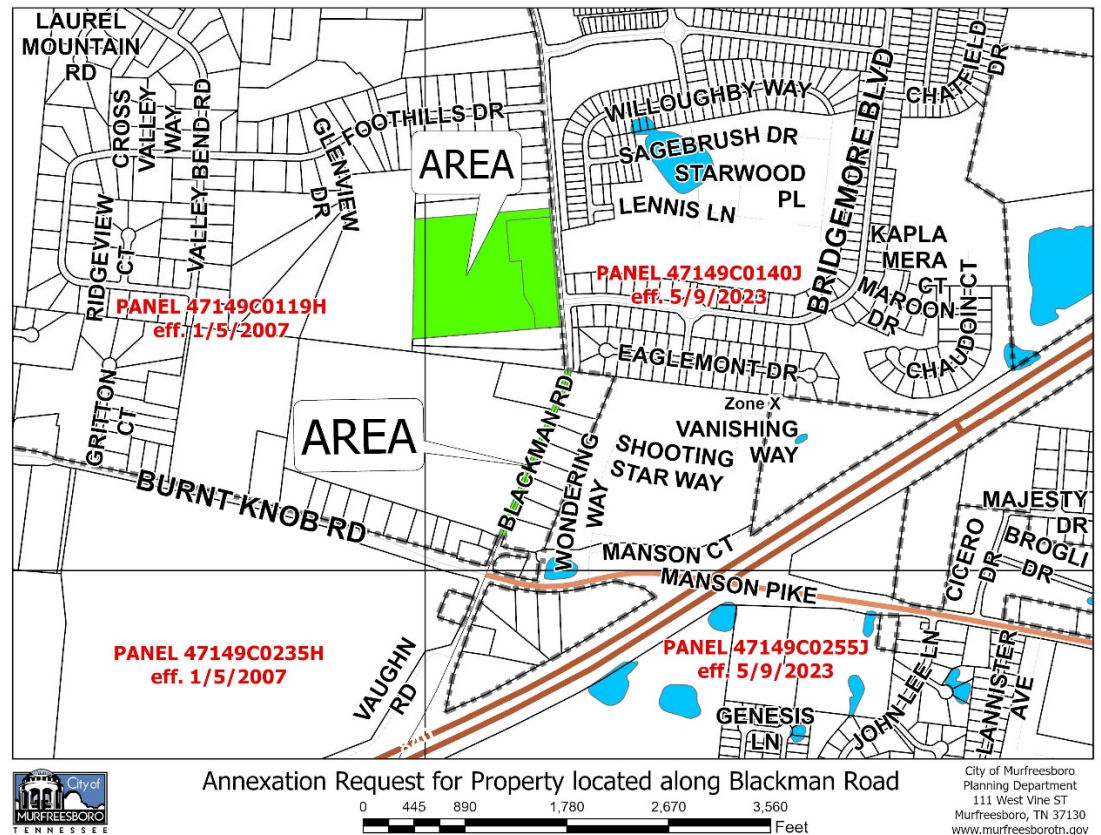 LAUREL
MOUNTAIN
RD
CROSS
VALLEY
WAY
VALLEY BEND RD
FOOTHILLS DR
GLENVIEW
DR
AREA
WILLOUGHBY WAY
SAGEBRUSH DR
STARWOOD
PL
LENNIS LN
BRIDGEMORE BLVD
CHATFIELD
DR
KAPLA
MERA
CT
MAROON
DR
CHAUDOIN CT
RIDGEVIEW
CT
PANEL 47149C0119H
eff. 1/5/2007
PANEL 47149C0140J
eff. 5/9/2023
EAGLEMONT DR
Zone X
VANISHING
WAY
SHOOTING
STAR WAY
GRITTON
CT
AREA
BLACKMAN RD
WONDERING
WAY
BURNT KNOB RD
MANSON CT
MANSON PIKE
MAJESTY
DR
BROGLI
DR
CICERO
DR
PANEL 47149C0235H
eff. 1/5/2007
VAUGHN
RD
PANEL 47149C0255J
eff. 5/9/2023
GENESIS
LN
JOHN LEE LN
LANNISTER
AVE
840
City of
MURFREESBORO
TENNESSEE
Annexation Request for Property located along Blackman Road
0 445 890 1,780 2,670 3,560
Feet
City of Murfreesboro
Planning Department
111 West Vine ST
Murfreesboro, TN 37130
www.murfreesborotn.gov